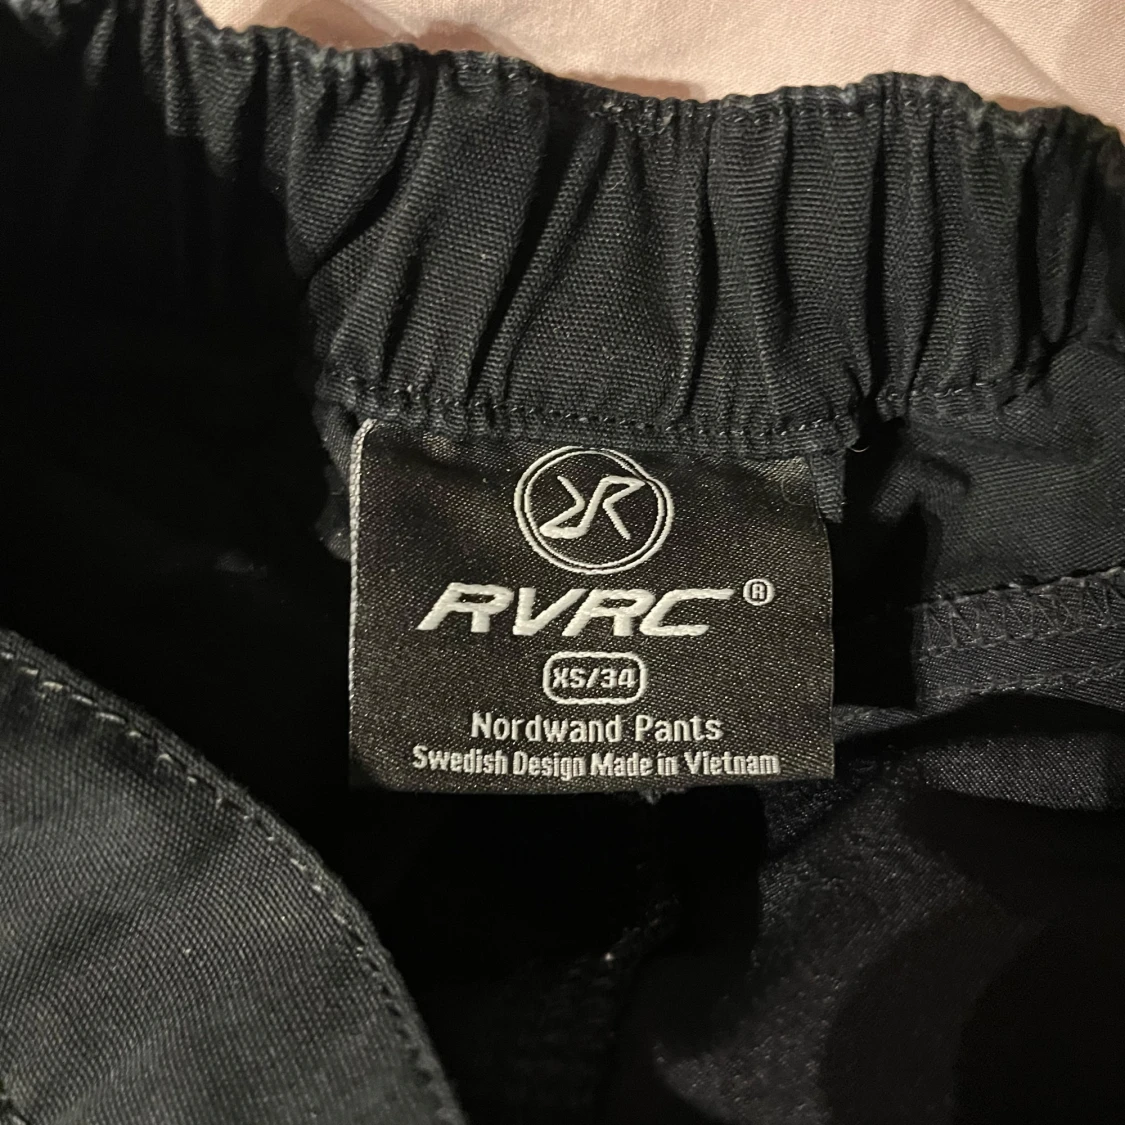 RVRC®
XS/34
Nordwand Pants
Swedish Design Made in Vietnam